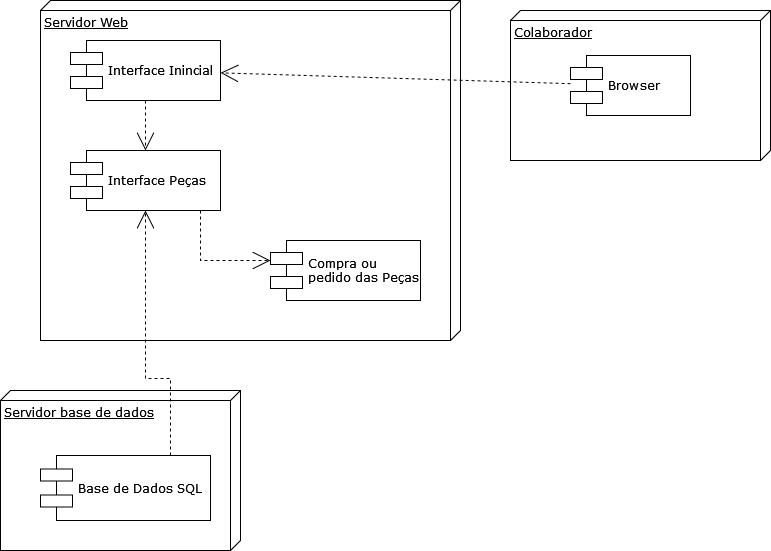 Servidor Web
Interface Inincial
Interface Peças
Compra ou
pedido das Peças
Colaborador
Browser
Servidor base de dados
Base de Dados SQL